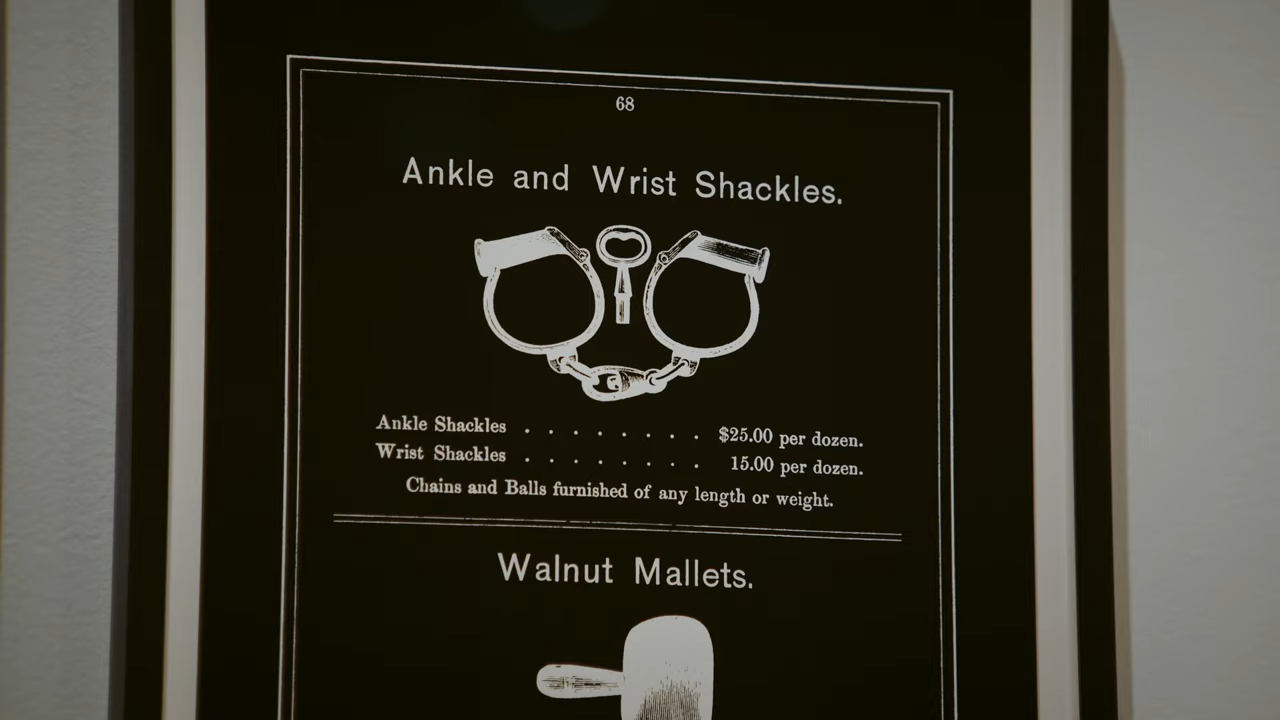 68
Ankle and Wrist Shackles.
Ankle Shackles . . . . . . . . $25.00 per dozen.
Wrist Shackles . . . . . . . . 15.00 per dozen.
Chains and Balls furnished of any length or weight.
Walnut Mallets.